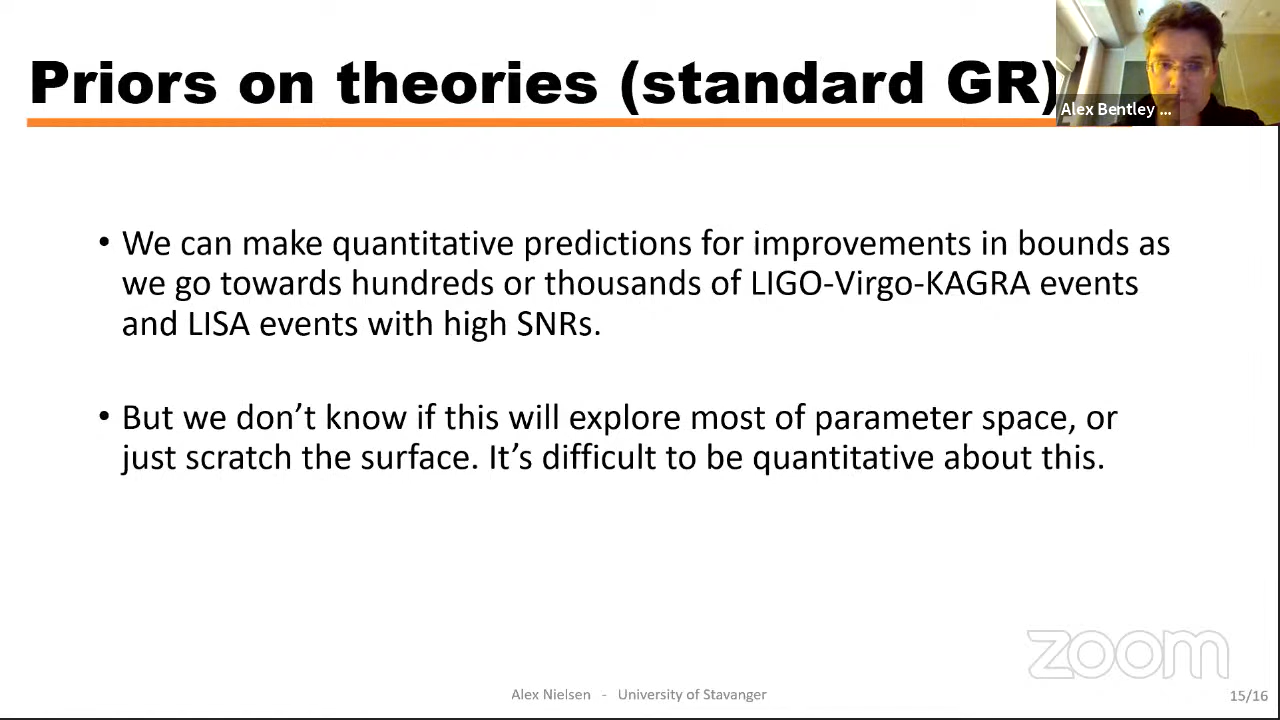 Priors on theories (standard GR)
Alex Bentley ...
• We can make quantitative predictions for improvements in bounds as
we go towards hundreds or thousands of LIGO-Virgo-KAGRA events
and LISA events with high SNRs.
• But we don’t know if this will explore most of parameter space, or
just scratch the surface. It’s difficult to be quantitative about this.
zoom
Alex Nielsen - University of Stavanger
15/16